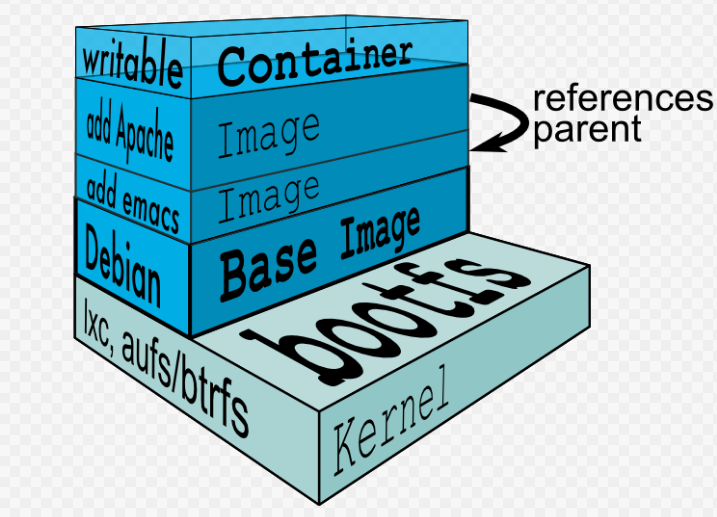 writable Container
add Apache Image
add emacs Image
Debian Base Image
references
parent
bootfs
lxc, aufs/btrfs
Kernel